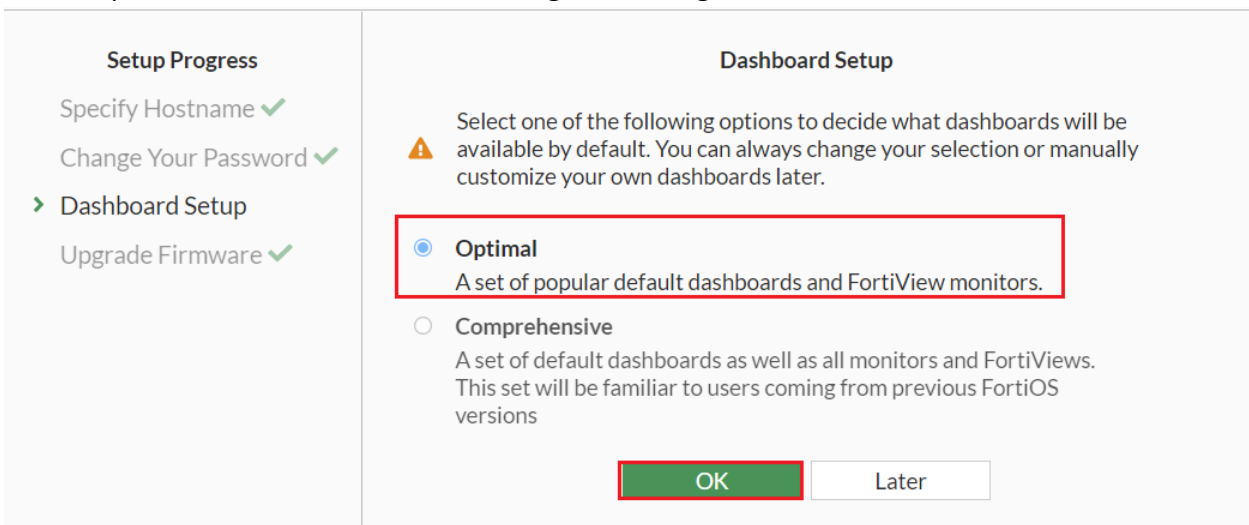 Setup Progress
Specify Hostname
Change Your Password
Dashboard Setup
Upgrade Firmware
Dashboard Setup
Select one of the following options to decide what dashboards will be
available by default. You can always change your selection or manually
customize your own dashboards later.
Optimal
A set of popular default dashboards and FortiView monitors.
Comprehensive
A set of default dashboards as well as all monitors and FortiViews.
This set will be familiar to users coming from previous FortiOS
versions
OK
Later